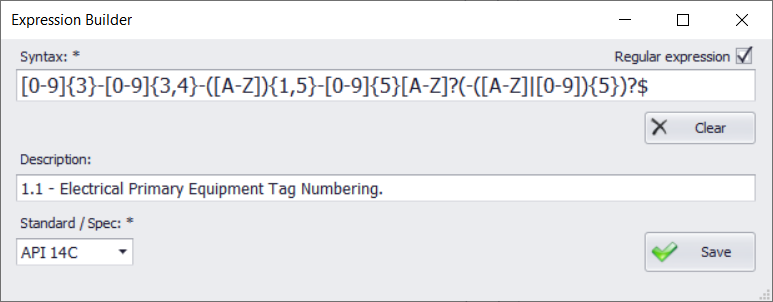 Expression Builder
Syntax: *
Regular expression
[0-9]{3}-[0-9]{3,4}-([A-Z]){1,5}-[0-9]{5}[A-Z]?(-([A-Z]|[0-9]){5})?$
Clear
Description:
1.1 - Electrical Primary Equipment Tag Numbering.
Standard / Spec: *
API 14C
Save